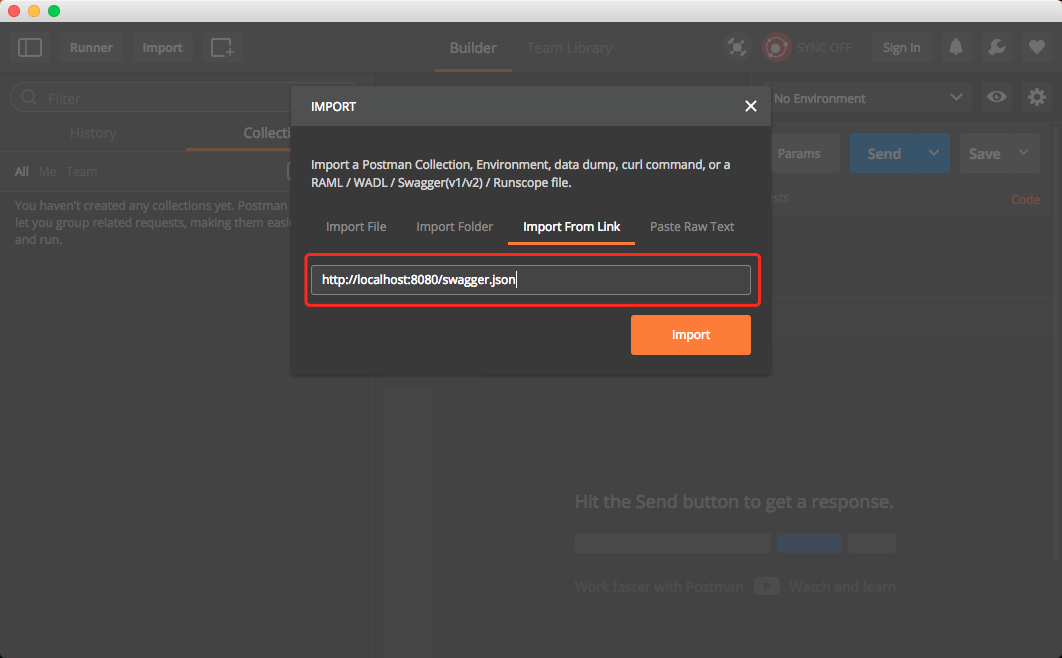 Runner
Import
Builder
Team Library
SYNC OFF
Sign In
Filter
No Environment
History
Collecti
IMPORT
Params
Send
Save
All Me Team
Import a Postman Collection, Environment, data dump, curl command, or a
RAML / WADL / Swagger(v1/v2) / Runscope file.
You haven't created any collections yet. Postman
let you group related requests, making them easie
and run.
ests
Code
Import File
Import Folder
Import From Link
Paste Raw Text
http://localhost:8080/swagger.json
Import
Hit the Send button to get a response.
Work faster with Postman
Watch and learn